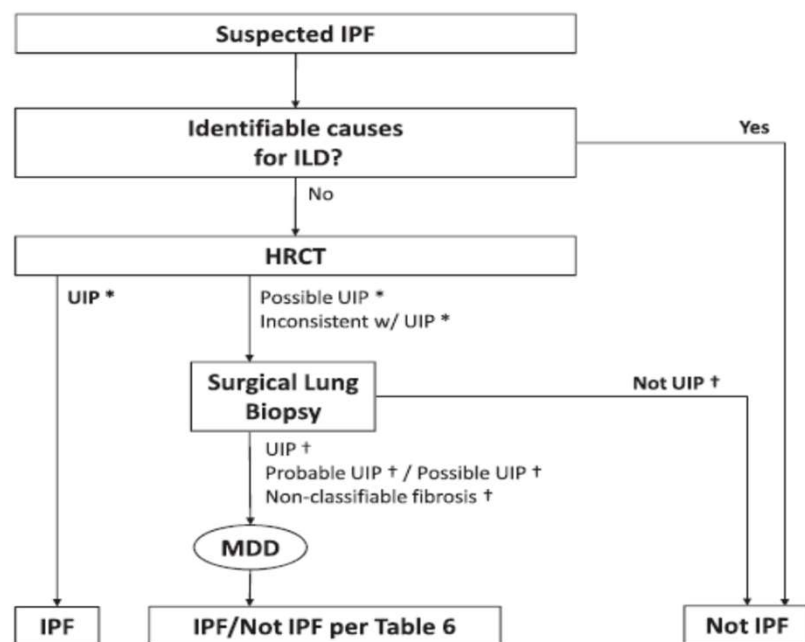 Suspected IPF
Identifiable causes
for ILD?
Yes
No
HRCT
UIP *
Possible UIP *
Inconsistent w/ UIP *
Surgical Lung
Biopsy
Not UIP †
UIP †
Probable UIP † / Possible UIP †
Non-classifiable fibrosis †
MDD
IPF
IPF/Not IPF per Table 6
Not IPF